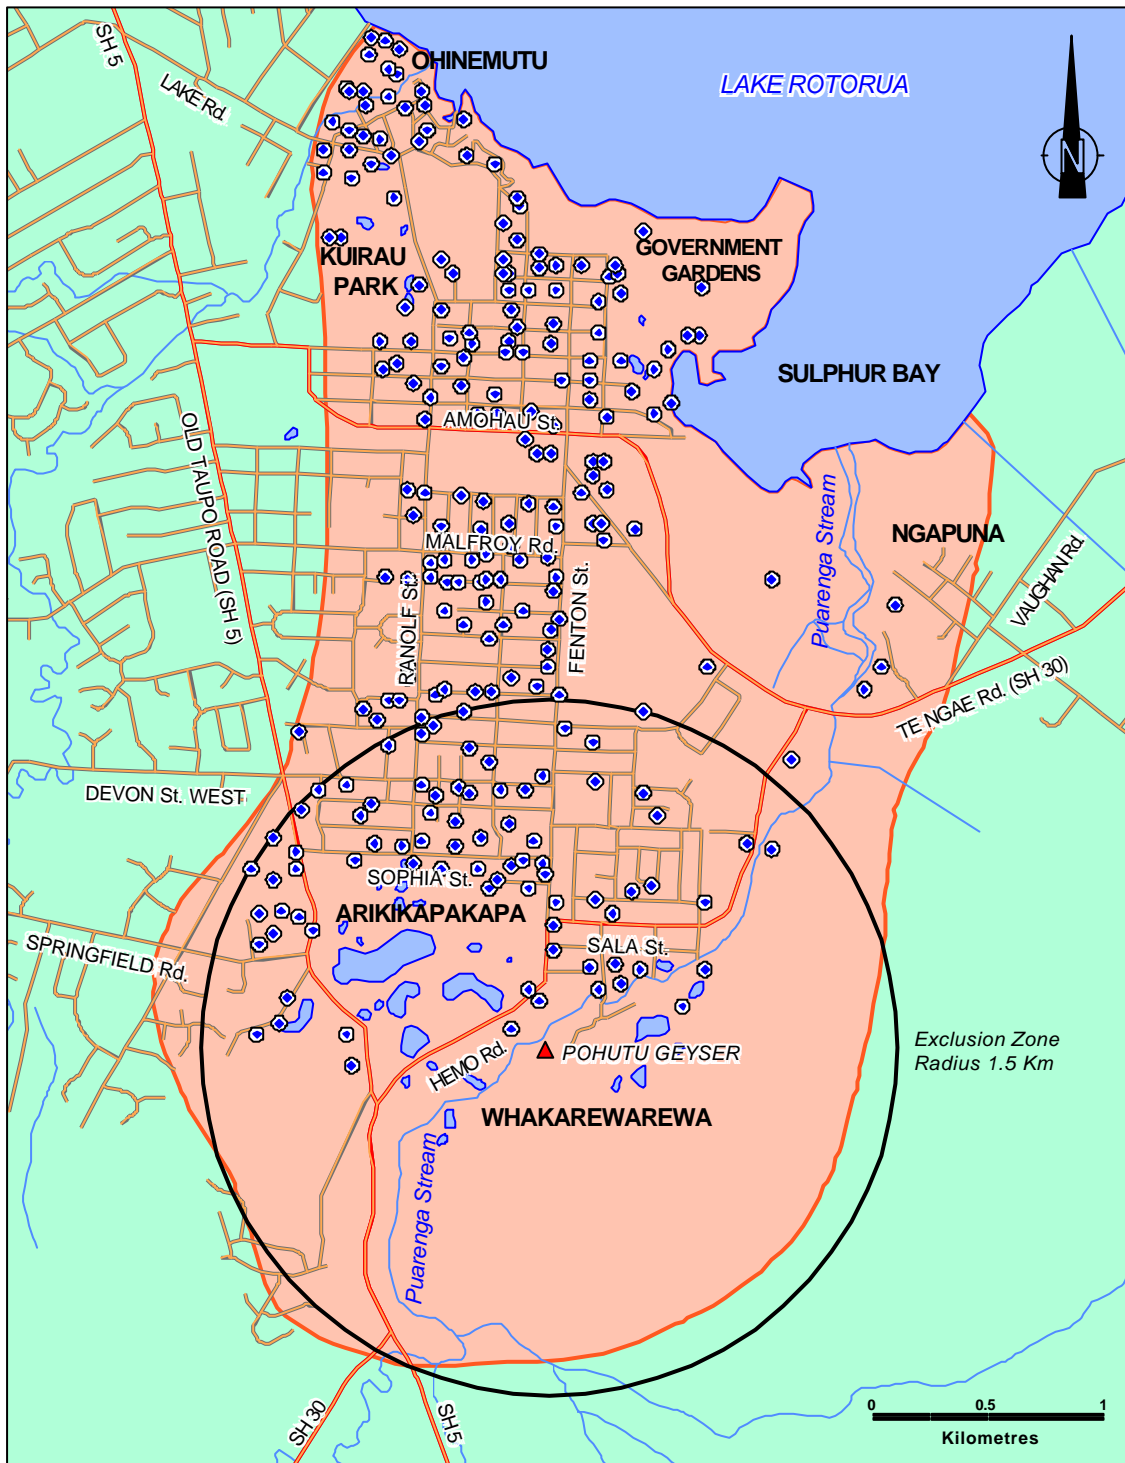 SH 5
OHINEMUTU
LAKE Rd.
LAKE ROTORUA
N
KUIRAU
PARK
GOVERNMENT
GARDENS
SULPHUR BAY
AMOHAU St.
OLD TAUPO ROAD (SH 5)
Puarenga Stream
NGAPUNA
VAUGHAN Rd.
MALFROY Rd.
RANOLF St.
FENTON St.
TE NGAE Rd. (SH 30)
DEVON St. WEST
SOPHIA St.
ARIKIKAPAKAPA
SPRINGFIELD Rd.
SALA St.
HEMO Rd.
POHUTU GEYSER
Exclusion Zone
Radius 1.5 Km
WHAKAREWAREWA
Puarenga Stream
SH 30
SH 5
0 0.5 1
Kilometres